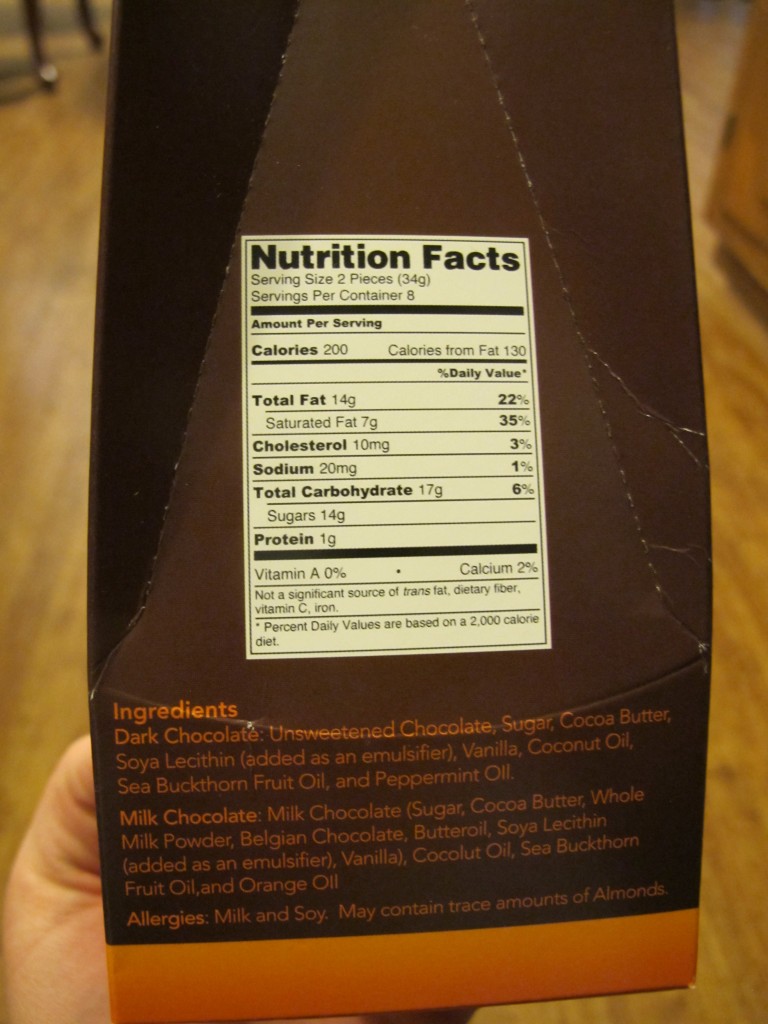 Nutrition Facts
Serving Size 2 Pieces (34g)
Servings Per Container 8
Amount Per Serving
Calories 200 Calories from Fat 130
%Daily Value*
Total Fat 14g 22%
Saturated Fat 7g 35%
Cholesterol 10mg 3%
Sodium 20mg 1%
Total Carbohydrate 17g 6%
Sugars 14g
Protein 1g
Vitamin A 0% • Calcium 2%
Not a significant source of trans fat, dietary fiber,
vitamin C, iron.
* Percent Daily Values are based on a 2,000 calorie
diet.
Ingredients
Dark Chocolate: Unsweetened Chocolate, Sugar, Cocoa Butter,
Soya Lecithin (added as an emulsifier), Vanilla, Coconut Oil,
Sea Buckthorn Fruit Oil, and Peppermint OIl.
Milk Chocolate: Milk Chocolate (Sugar, Cocoa Butter, Whole
Milk Powder, Belgian Chocolate, Butteroil, Soya Lecithin
(added as an emulsifier), Vanilla), Cocolut Oil, Sea Buckthorn
Fruit Oil,and Orange OIl
Allergies: Milk and Soy. May contain trace amounts of Almonds.